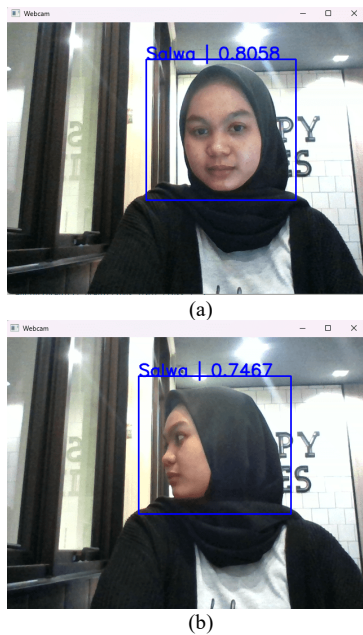 Webcam
Salwa | 0.8058
PY
ES
(a)
Webcam
Salwa | 0.7467
PY
ES
(b)